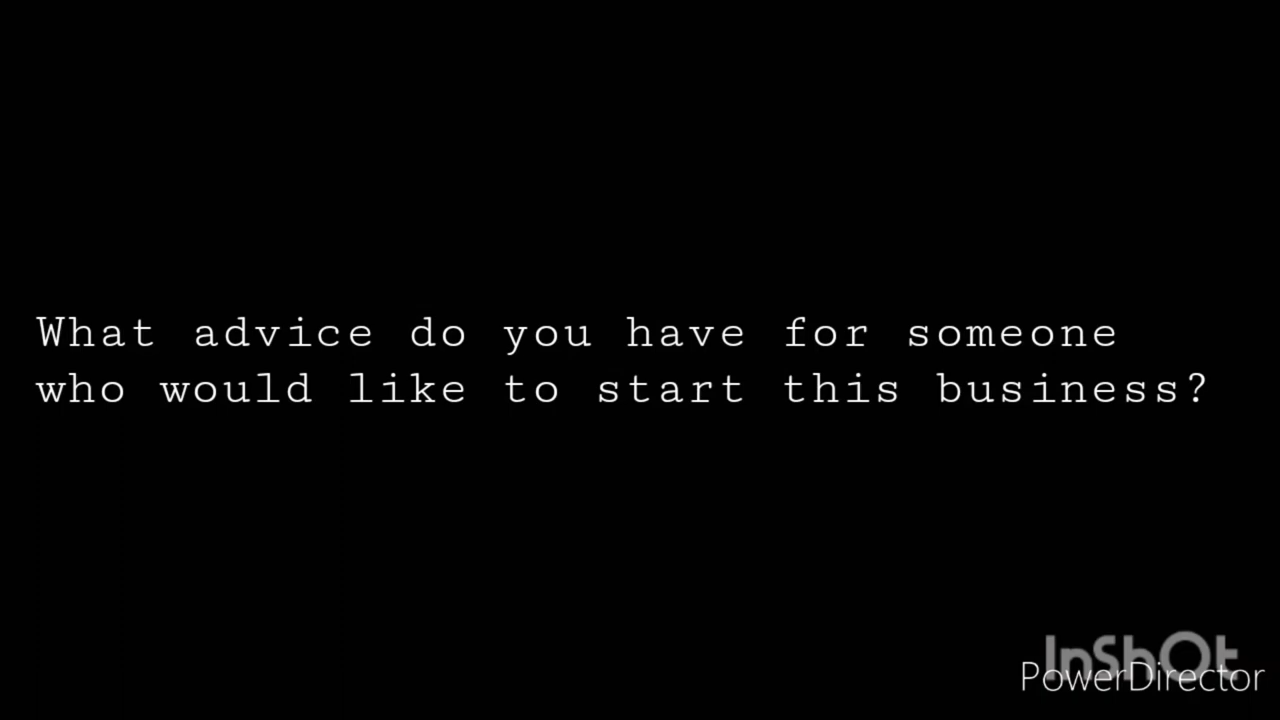 What advice do you have for someone
who would like to start this business?
InShOt
PowerDirector